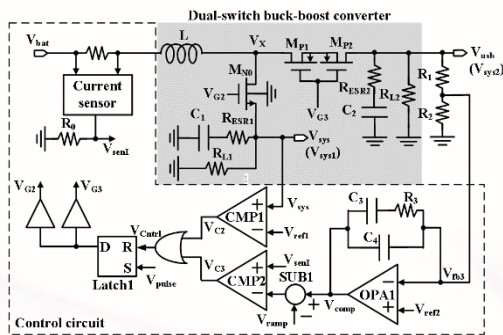 Dual-switch buck-boost converter
Vbat
L
VX
MP1
MP2
Vusb
(Vsys2)
Current
sensor
MN0
VG2
VG3
RESR2
RL2
R1
R2
C2
R0
VsenI
C1
RESR1
Vsys
(Vsys1)
RL1
VG2
VG3
Vsys
CMP1
Vref1
VC2
VCntrl
D
R
S
Latch1
Vpulse
VC3
VsenI
CMP2
SUB1
Vramp
Vcomp
C3
R3
C4
OPA1
Vfb3
Vref2
Control circuit